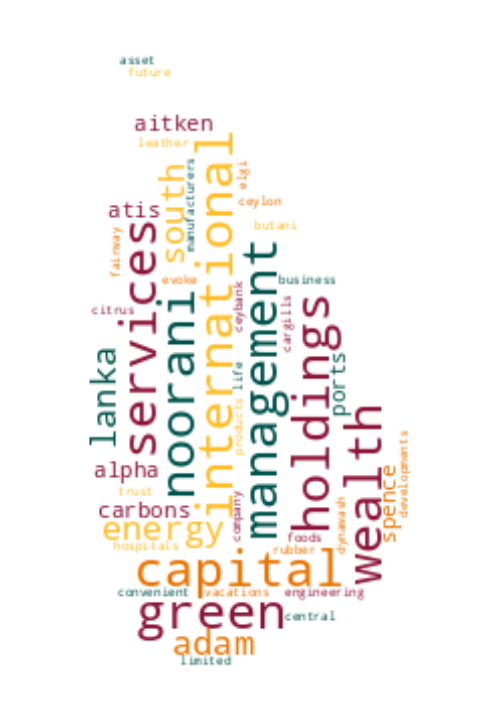 asset
future
aitken
leather
international
south
manufacturers
elgi
ceylon
atis
services
butani
fairway
management
evoke
business
ceybank
noorani
citrus
cargills
holdings
lanka
life
ports
products
wealth
developments
alpha
spence
trust
company
carbons
dynawash
energy
foods
hospitals
rubber
capital
convenient
vacations
engineering
green
central
adam
limited